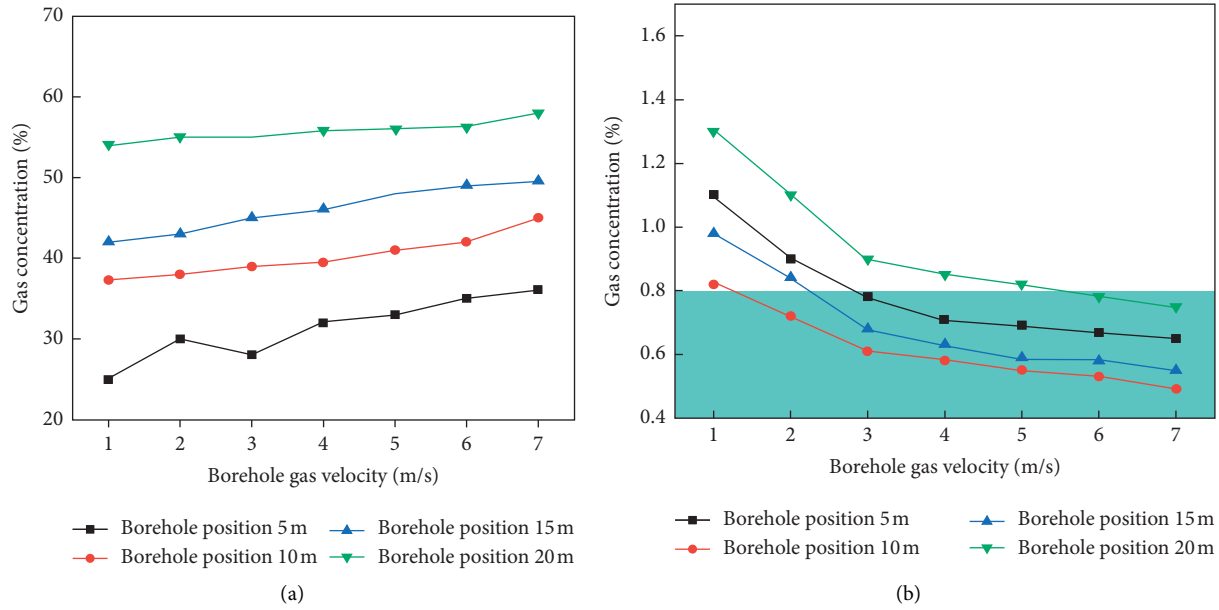 70
60
50
40
30
20
Gas concentration (%)
1 2 3 4 5 6 7
Borehole gas velocity (m/s)
Borehole position 5 m
Borehole position 10 m
Borehole position 15 m
Borehole position 20 m
(a)
1.6
1.4
1.2
1.0
0.8
0.6
0.4
Gas concentration (%)
1 2 3 4 5 6 7
Borehole gas velocity (m/s)
Borehole position 5 m
Borehole position 10 m
Borehole position 15 m
Borehole position 20 m
(b)